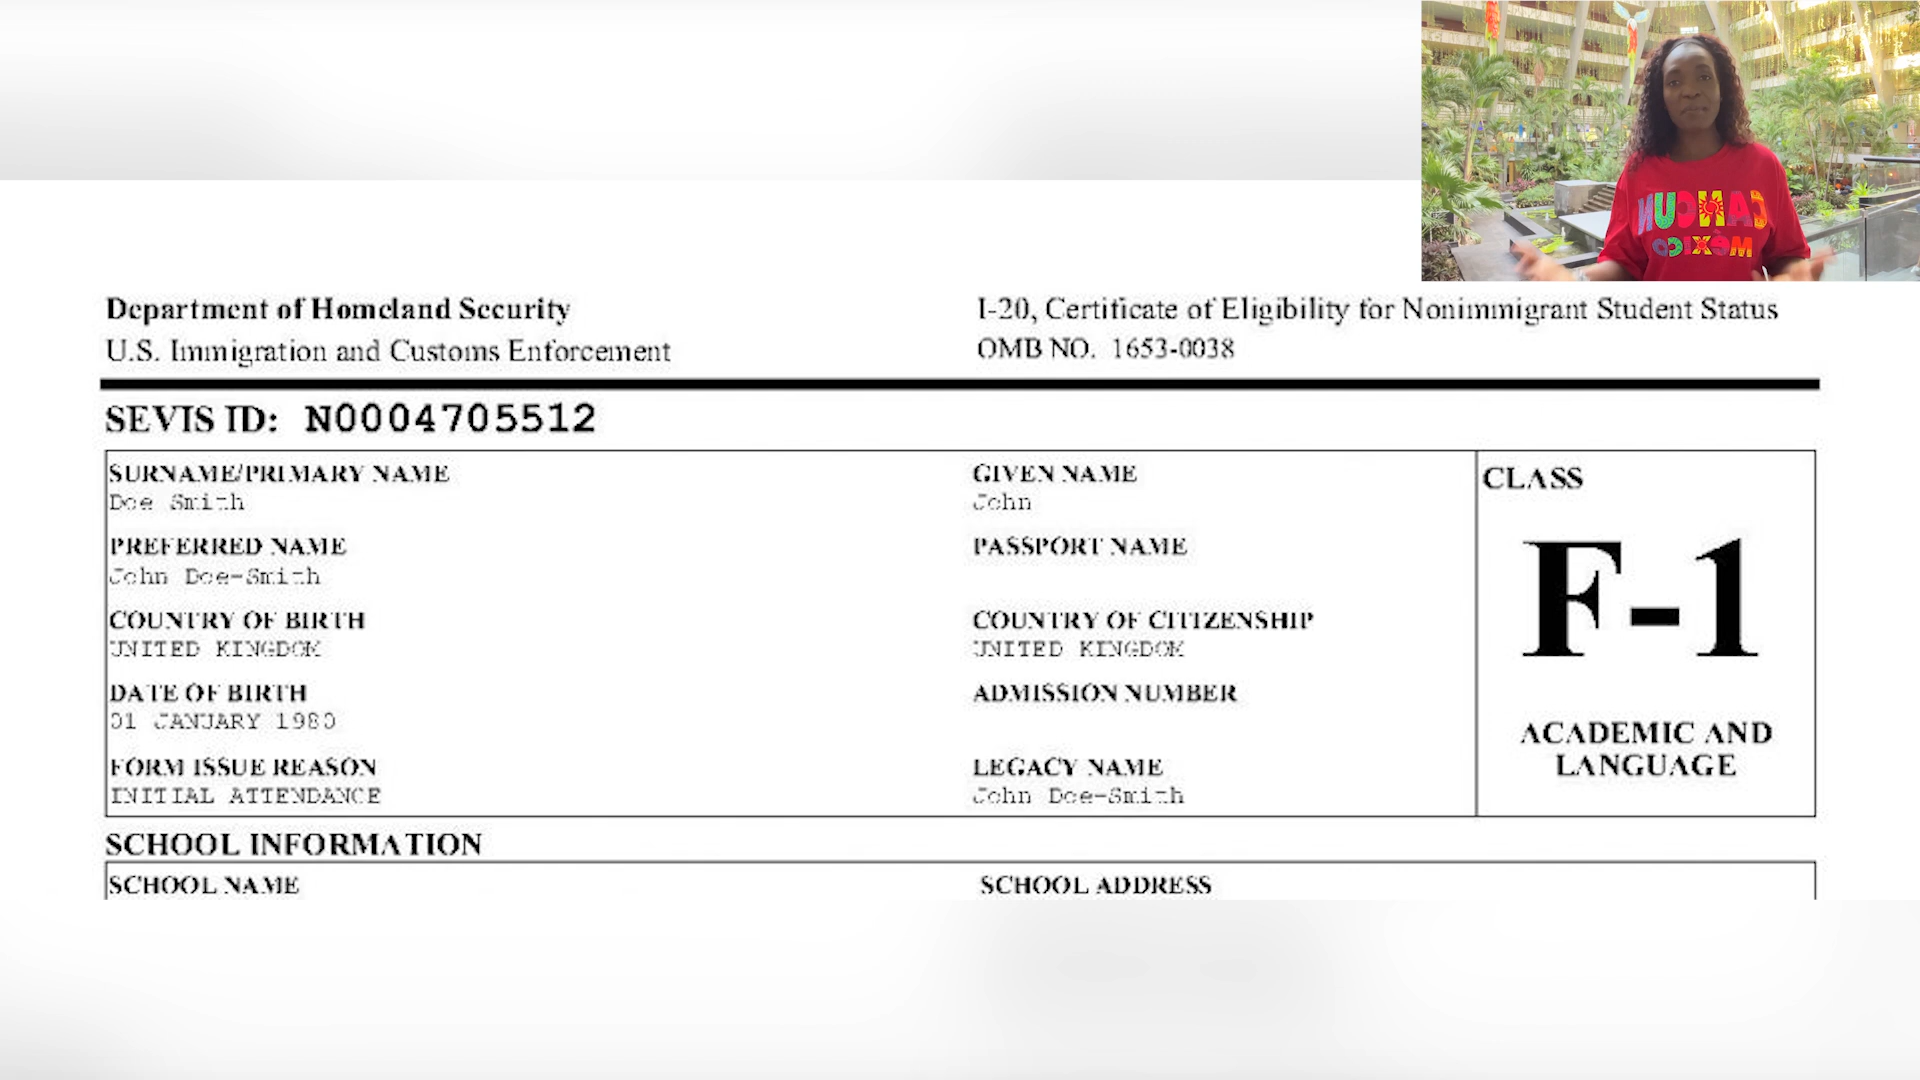 CANCUN
MéXICO
Department of Homeland Security
U.S. Immigration and Customs Enforcement
I-20, Certificate of Eligibility for Nonimmigrant Student Status
OMB NO. 1653-0038
SEVIS ID: N0004705512
SURNAME/PRIMARY NAME
Doe Smith
GIVEN NAME
John
CLASS
PREFERRED NAME
John Doe-Smith
PASSPORT NAME
F-1
COUNTRY OF BIRTH
UNITED KINGDOM
COUNTRY OF CITIZENSHIP
UNITED KINGDOM
DATE OF BIRTH
01 JANUARY 1980
ADMISSION NUMBER
ACADEMIC AND
LANGUAGE
FORM ISSUE REASON
INITIAL ATTENDANCE
LEGACY NAME
John Doe-Smith
SCHOOL INFORMATION
SCHOOL NAME
SCHOOL ADDRESS